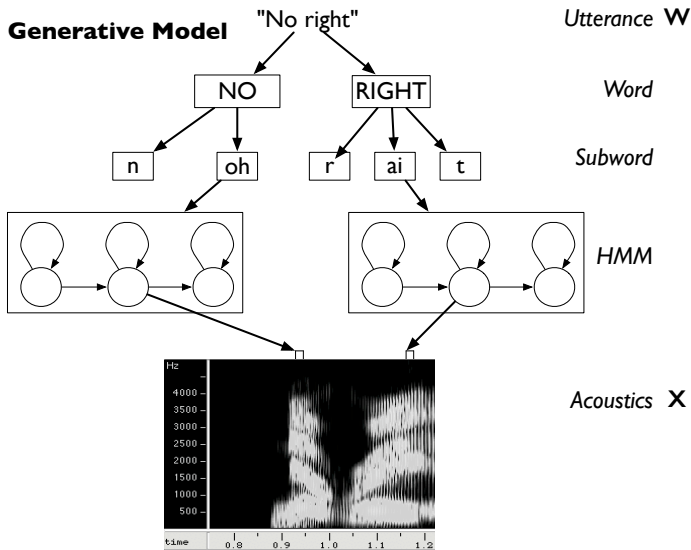 "No right"
Utterance W
Generative Model
NO RIGHT Word
n oh r ai t Subword
HMM
Hz
4000
3500
3000
2500
2000
1500
1000
500
Acoustics X
time 0.8 0.9 1.0 1.1 1.2